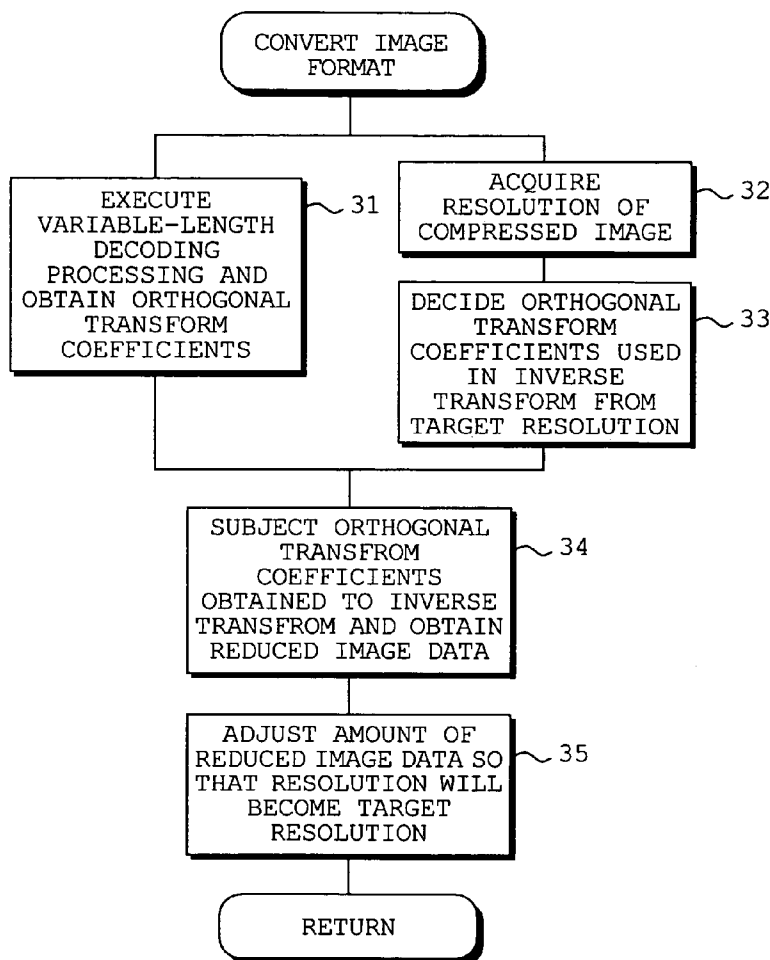 CONVERT IMAGE
FORMAT
EXECUTE
VARIABLE-LENGTH
DECODING
PROCESSING AND
OBTAIN ORTHOGONAL
TRANSFORM
COEFFICIENTS
31
ACQUIRE
RESOLUTION OF
COMPRESSED IMAGE
32
DECIDE ORTHOGONAL
TRANSFORM
COEFFICIENTS USED
IN INVERSE
TRANSFORM FROM
TARGET RESOLUTION
33
SUBJECT ORTHOGONAL
TRANSFROM
COEFFICIENTS
OBTAINED TO INVERSE
TRANSFROM AND OBTAIN
REDUCED IMAGE DATA
34
ADJUST AMOUNT OF
REDUCED IMAGE DATA SO
THAT RESOLUTION WILL
BECOME TARGET
RESOLUTION
35
RETURN